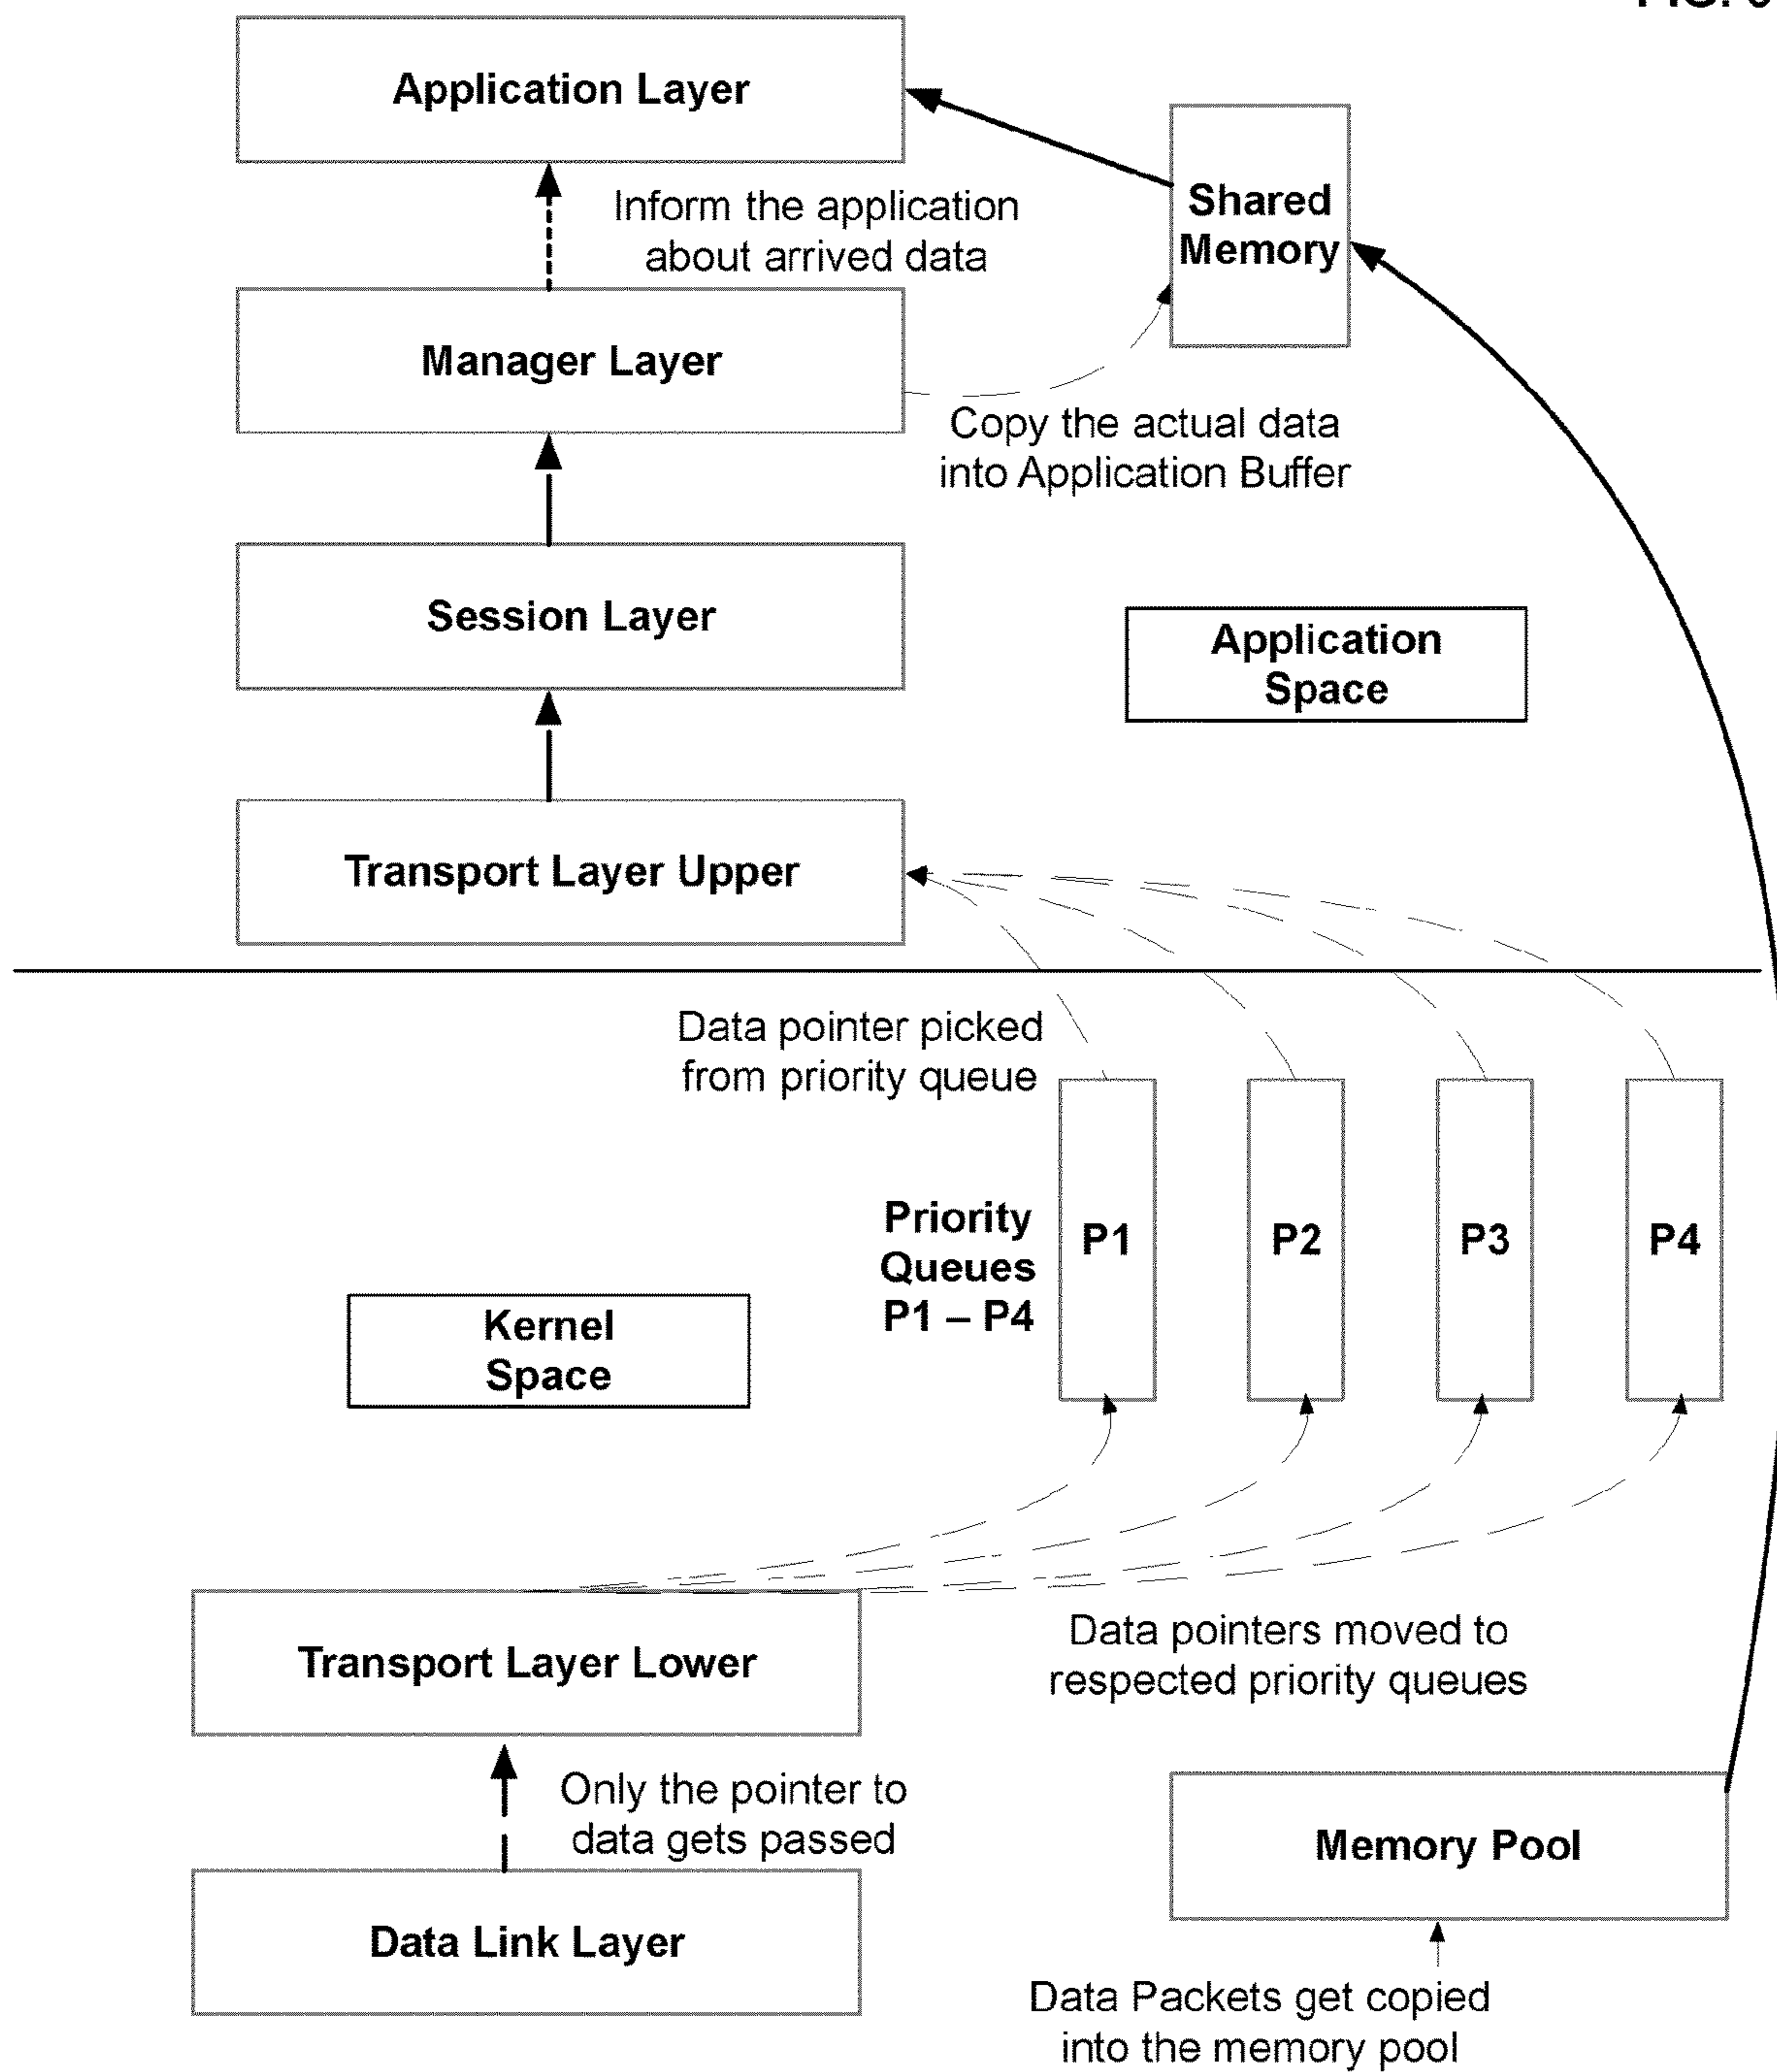 Application Layer
Inform the application
about arrived data
Shared
Memory
Manager Layer
Copy the actual data
into Application Buffer
Session Layer
Application
Space
Transport Layer Upper
Data pointer picked
from priority queue
Priority
Queues
P1 – P4
P1
P2
P3
P4
Kernel
Space
Transport Layer Lower
Data pointers moved to
respected priority queues
Only the pointer to
data gets passed
Memory Pool
Data Link Layer
Data Packets get copied
into the memory pool